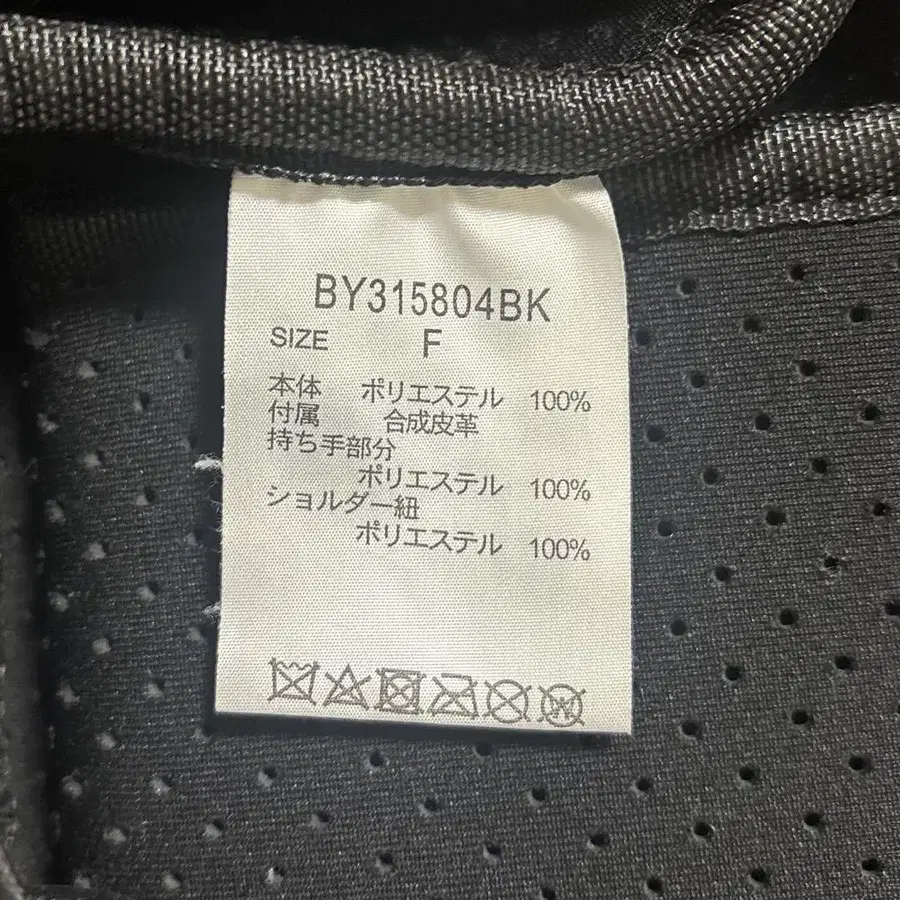 BY315804BK
SIZE F
本体 ポリエステル 100%
付属 合成皮革
持ち手部分
ポリエステル 100%
ショルダー紐
ポリエステル 100%
W